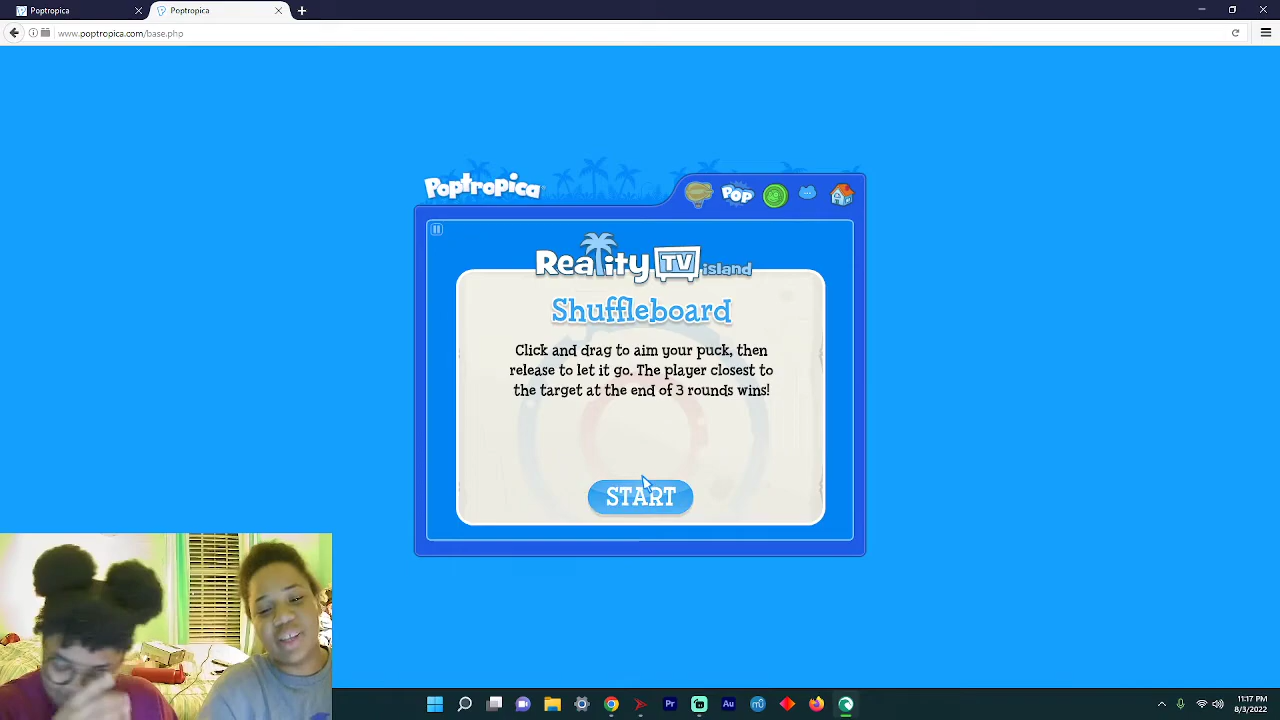 Poptropica
Poptropica
www.poptropica.com/base.php
Poptropica
POP
Reality TV island
Shuffleboard
Click and drag to aim your puck, then
release to let it go. The player closest to
the target at the end of 3 rounds wins!
START
Pr
Au
11:17 PM
8/3/2022